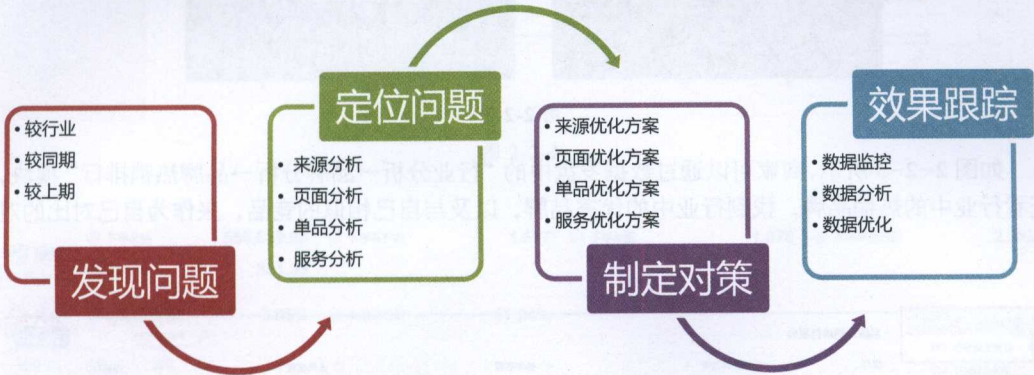 发现问题
• 较行业
• 较同期
• 较上期
定位问题
• 来源分析
• 页面分析
• 单品分析
• 服务分析
制定对策
• 来源优化方案
• 页面优化方案
• 单品优化方案
• 服务优化方案
效果跟踪
• 数据监控
• 数据分析
• 数据优化